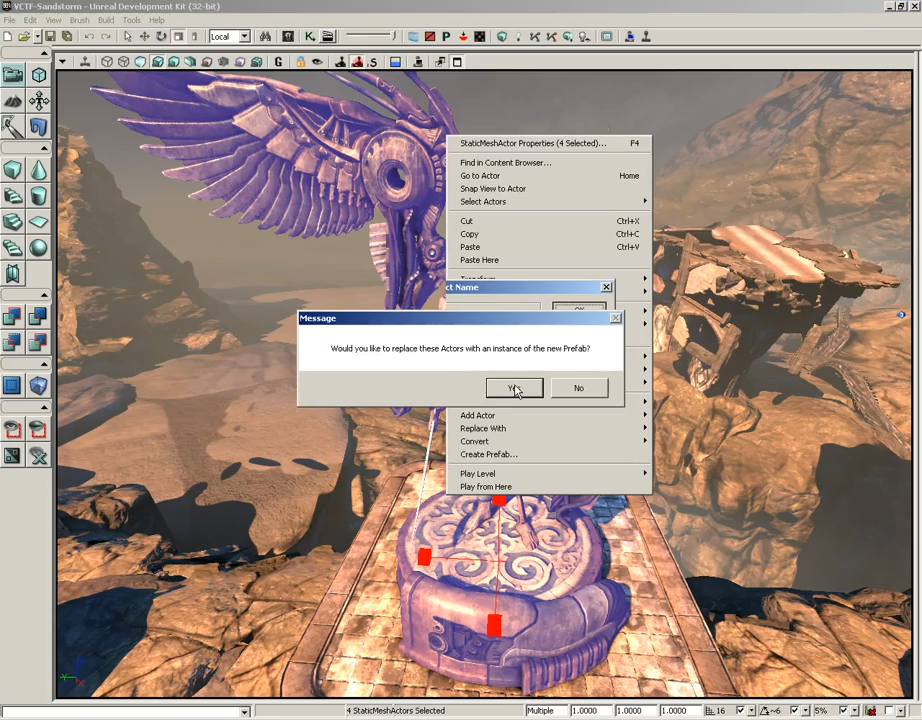 VCTF-Sandstorm - Unreal Development Kit (32-bit)
File Edit View Brush Build Tools Help
Local
StaticMeshActor Properties (4 Selected)... F4
Find in Content Browser...
Go to Actor Home
Snap View to Actor
Select Actors
Cut Ctrl+X
Copy Ctrl+C
Paste Ctrl+V
Paste Here
Transform
ct Name
OK
Message
Would you like to replace these Actors with an instance of the new Prefab?
Yes No
Add Actor
Replace With
Convert
Create Prefab...
Play Level
Play from Here
4 StaticMeshActors Selected Multiple 1.0000 1.0000 1.0000 16 ~6 5%